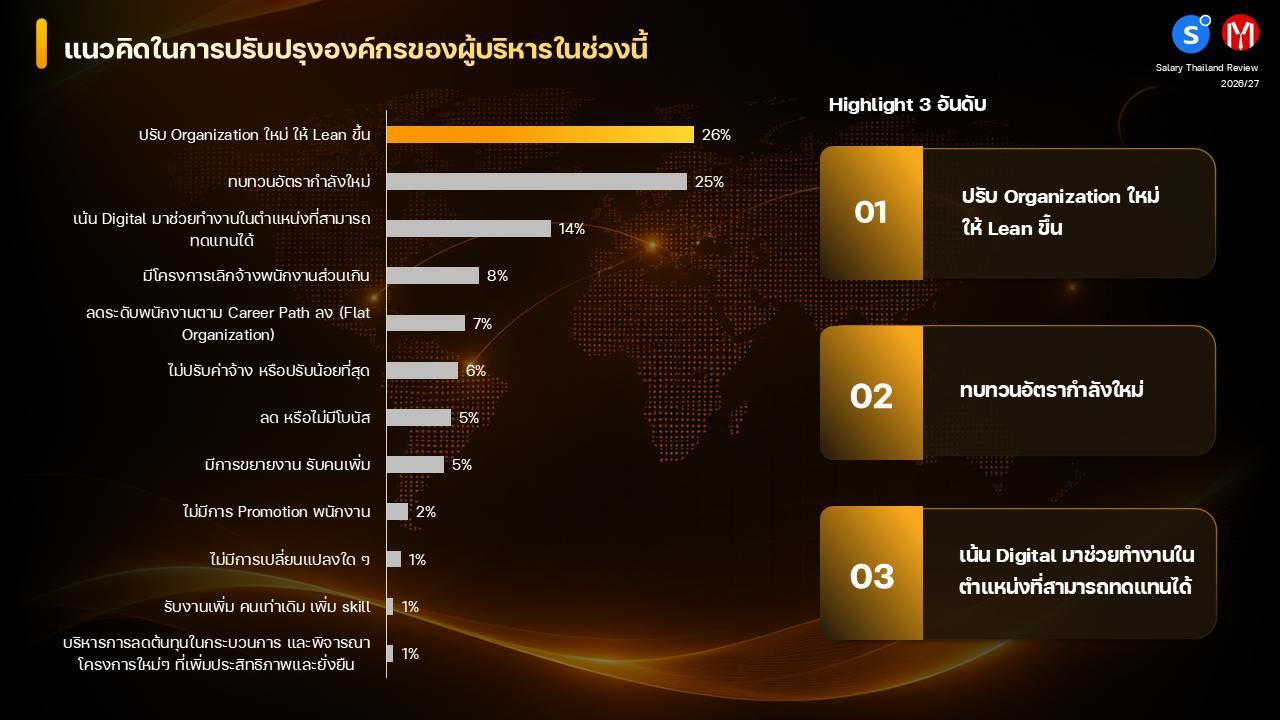 แนวคิดในการปรับปรุงองค์กรของผู้บริหารในช่วงนี้
S
Salary Thailand Review
2026/27
ปรับ Organization ใหม่ ให้ Lean ขึ้น
26%
ทบทวนอัตรากำลังใหม่
25%
เน้น Digital มาช่วยทำงานในตำแหน่งที่สามารถ
ทดแทนได้
14%
มีโครงการเลิกจ้างพนักงานส่วนเกิน
8%
ลดระดับพนักงานตาม Career Path ลง (Flat
Organization)
7%
ไม่ปรับค่าจ้าง หรือปรับน้อยที่สุด
6%
ลด หรือไม่มีโบนัส
5%
มีการขยายงาน รับคนเพิ่ม
5%
ไม่มีการ Promotion พนักงาน
2%
ไม่มีการเปลี่ยนแปลงใด ๆ
1%
รับงานเพิ่ม คนเท่าเดิม เพิ่ม skill
1%
บริหารการลดต้นทุนในกระบวนการ และพิจารณา
โครงการใหม่ๆ ที่เพิ่มประสิทธิภาพและยั่งยืน
1%
Highlight 3 อันดับ
01
ปรับ Organization ใหม่
ให้ Lean ขึ้น
02
ทบทวนอัตรากำลังใหม่
03
เน้น Digital มาช่วยทำงานใน
ตำแหน่งที่สามารถทดแทนได้